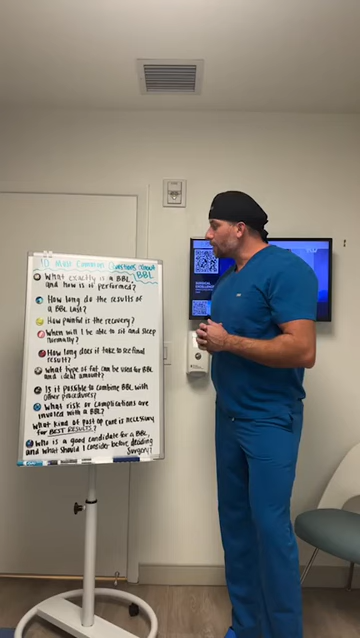 10 Most Common Questions about BBL
What exactly is a BBL
and how is it performed?
How long do the results of
a BBL last?
How painful is the recovery?
When will I be able to sit and sleep
normally?
How long does it take to see final
result?
What type of fat can be used for BBL
and ideal amount?
Is it possible to combine BBL with
other procedures?
What risk or complications are
involved with a BBL?
What kind of post op care is necessary
for BEST RESULTS?
Who is a good candidate for a BBL,
and what should I consider before deciding
surgery?